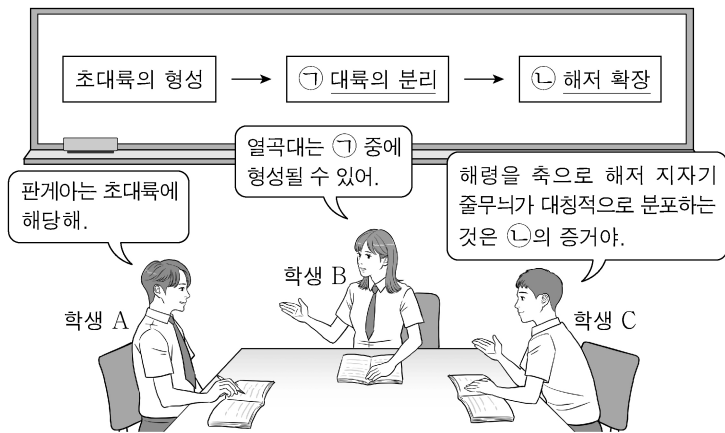 초대륙의 형성 → ㉠ 대륙의 분리 → ㉡ 해저 확장
판게아는 초대륙에
해당해.
열곡대는 ㉠ 중에
형성될 수 있어.
해령을 축으로 해저 지자기
줄무늬가 대칭적으로 분포하는
것은 ㉡의 증거야.
학생 A
학생 B
학생 C